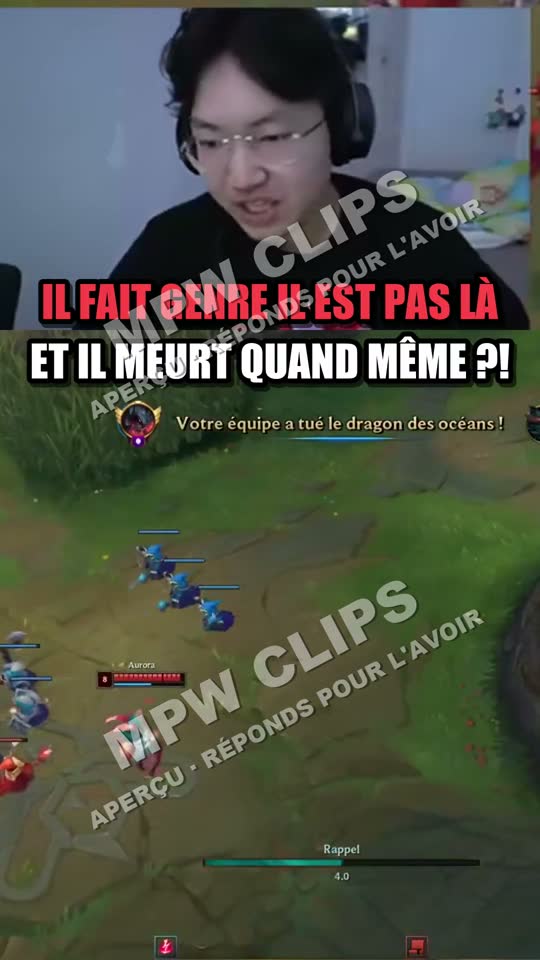 MPW CLIPS
APERÇU - RÉPONDS POUR L'AVOIR
IL FAIT GENRE IL EST PAS LÀ
ET IL MEURT QUAND MÊME ?!
Votre équipe a tué le dragon des océans !
MPW CLIPS
APERÇU - RÉPONDS POUR L'AVOIR
Aurora
8
Rappel
4.0